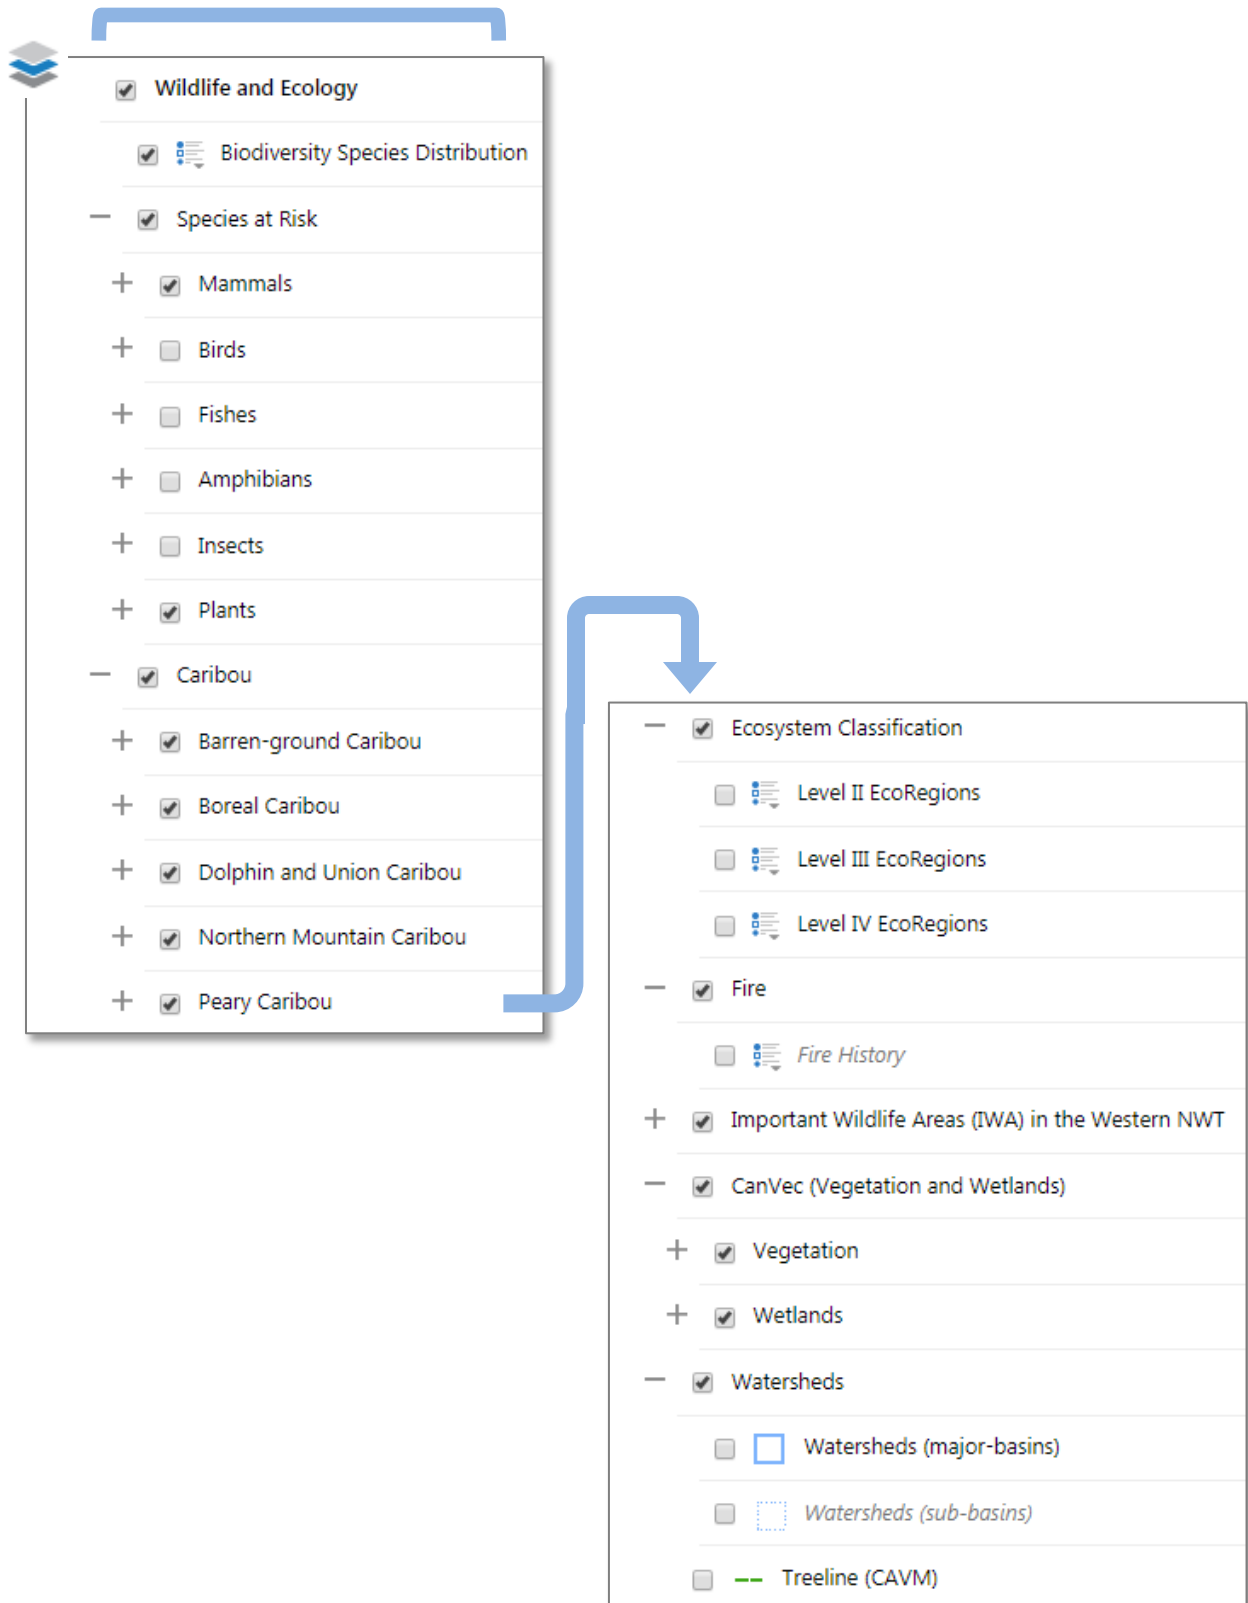 Wildlife and Ecology
Biodiversity Species Distribution
Species at Risk
Mammals
Birds
Fishes
Amphibians
Insects
Plants
Caribou
Barren-ground Caribou
Boreal Caribou
Dolphin and Union Caribou
Northern Mountain Caribou
Peary Caribou
Ecosystem Classification
Level II EcoRegions
Level III EcoRegions
Level IV EcoRegions
Fire
Fire History
Important Wildlife Areas (IWA) in the Western NWT
CanVec (Vegetation and Wetlands)
Vegetation
Wetlands
Watersheds
Watersheds (major-basins)
Watersheds (sub-basins)
Treeline (CAVM)